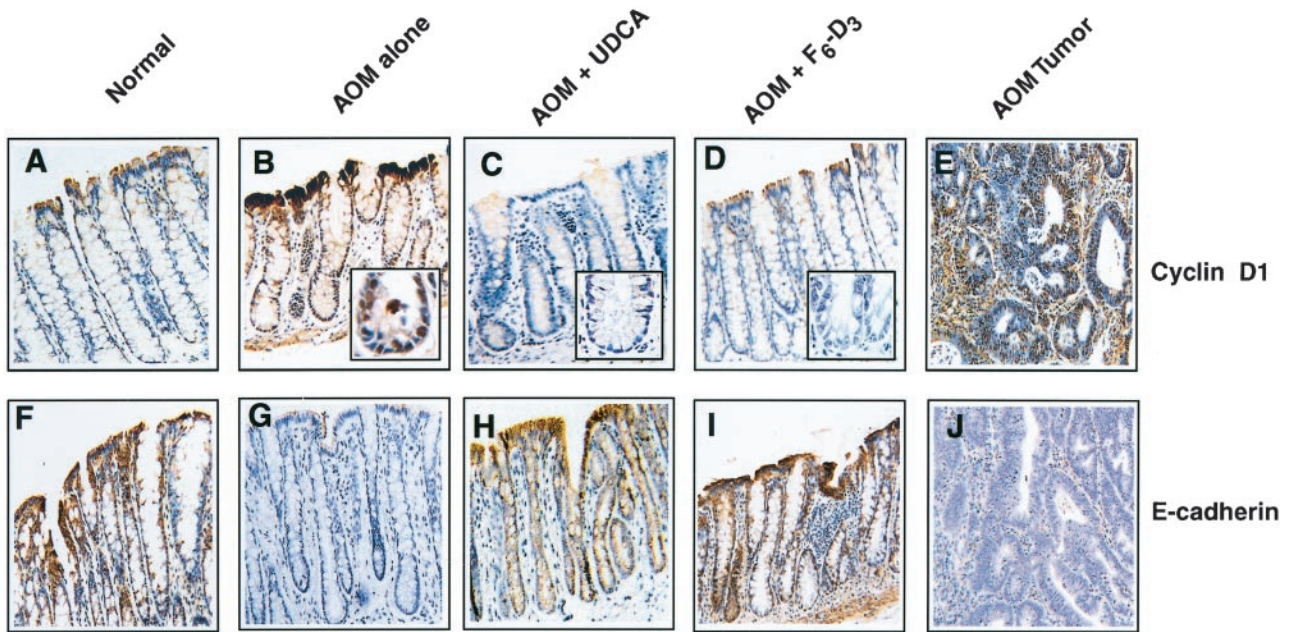 Normal
AOM alone
AOM + UDCA
AOM + F6-D3
AOM Tumor
A
B
C
D
E
Cyclin D1
F
G
H
I
J
E-cadherin